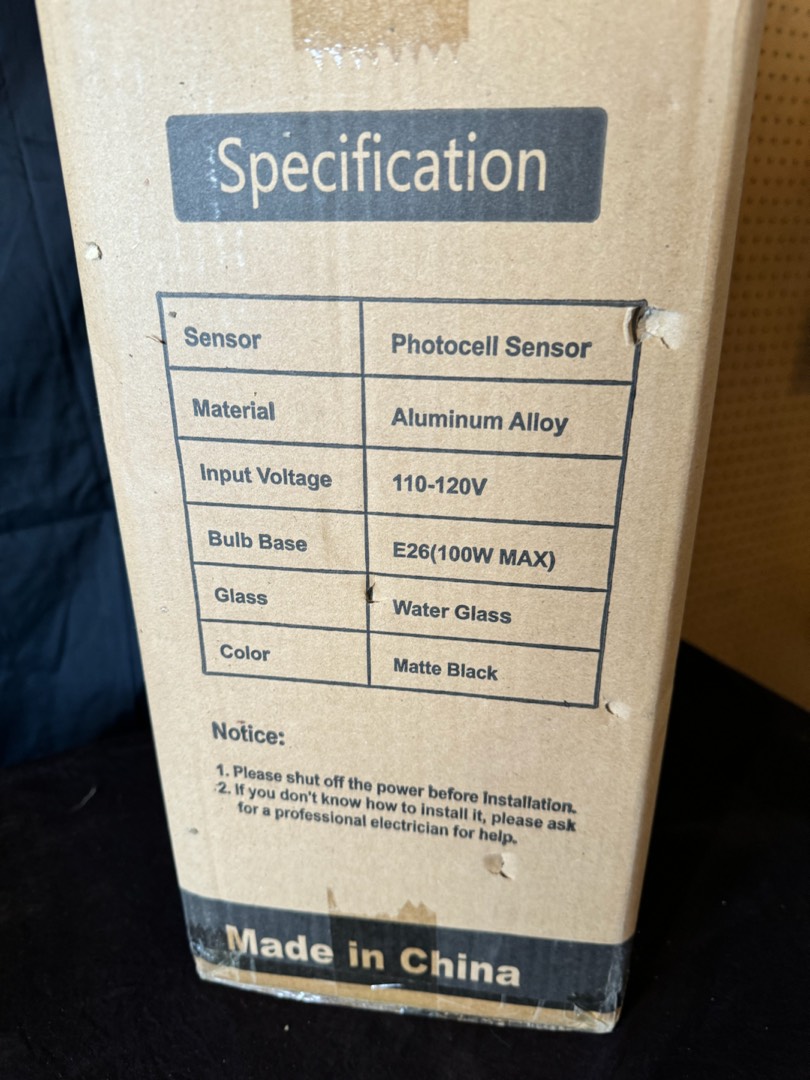 Specification
Sensor Photocell Sensor
Material Aluminum Alloy
Input Voltage 110-120V
Bulb Base E26(100W MAX)
Glass Water Glass
Color Matte Black
Notice:
1. Please shut off the power before Installation.
2. If you don't know how to install it, please ask
for a professional electrician for help.
Made in China